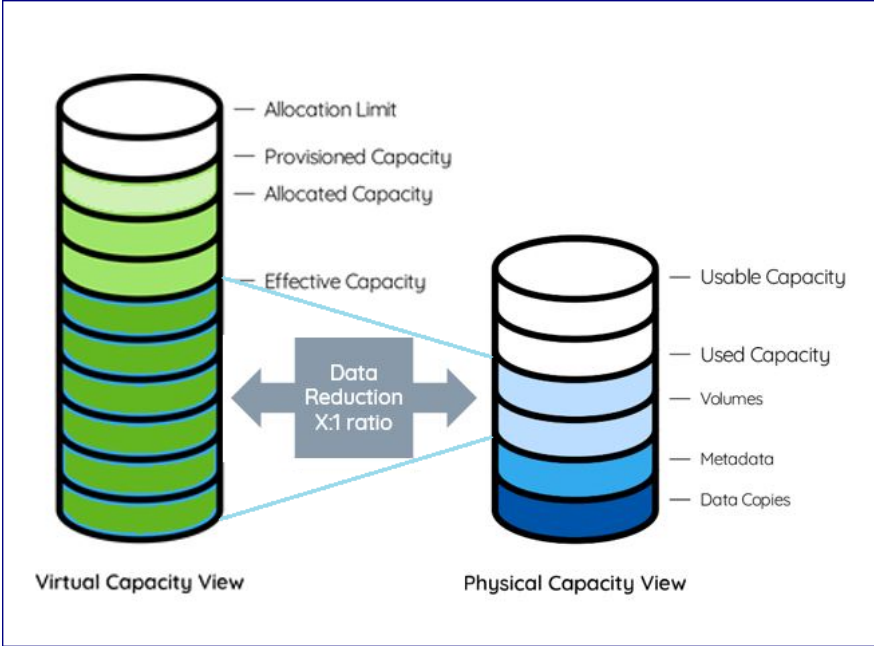 Allocation Limit
Provisioned Capacity
Allocated Capacity
Effective Capacity
Data
Reduction
X:1 ratio
Usable Capacity
Used Capacity
Volumes
Metadata
Data Copies
Virtual Capacity View
Physical Capacity View